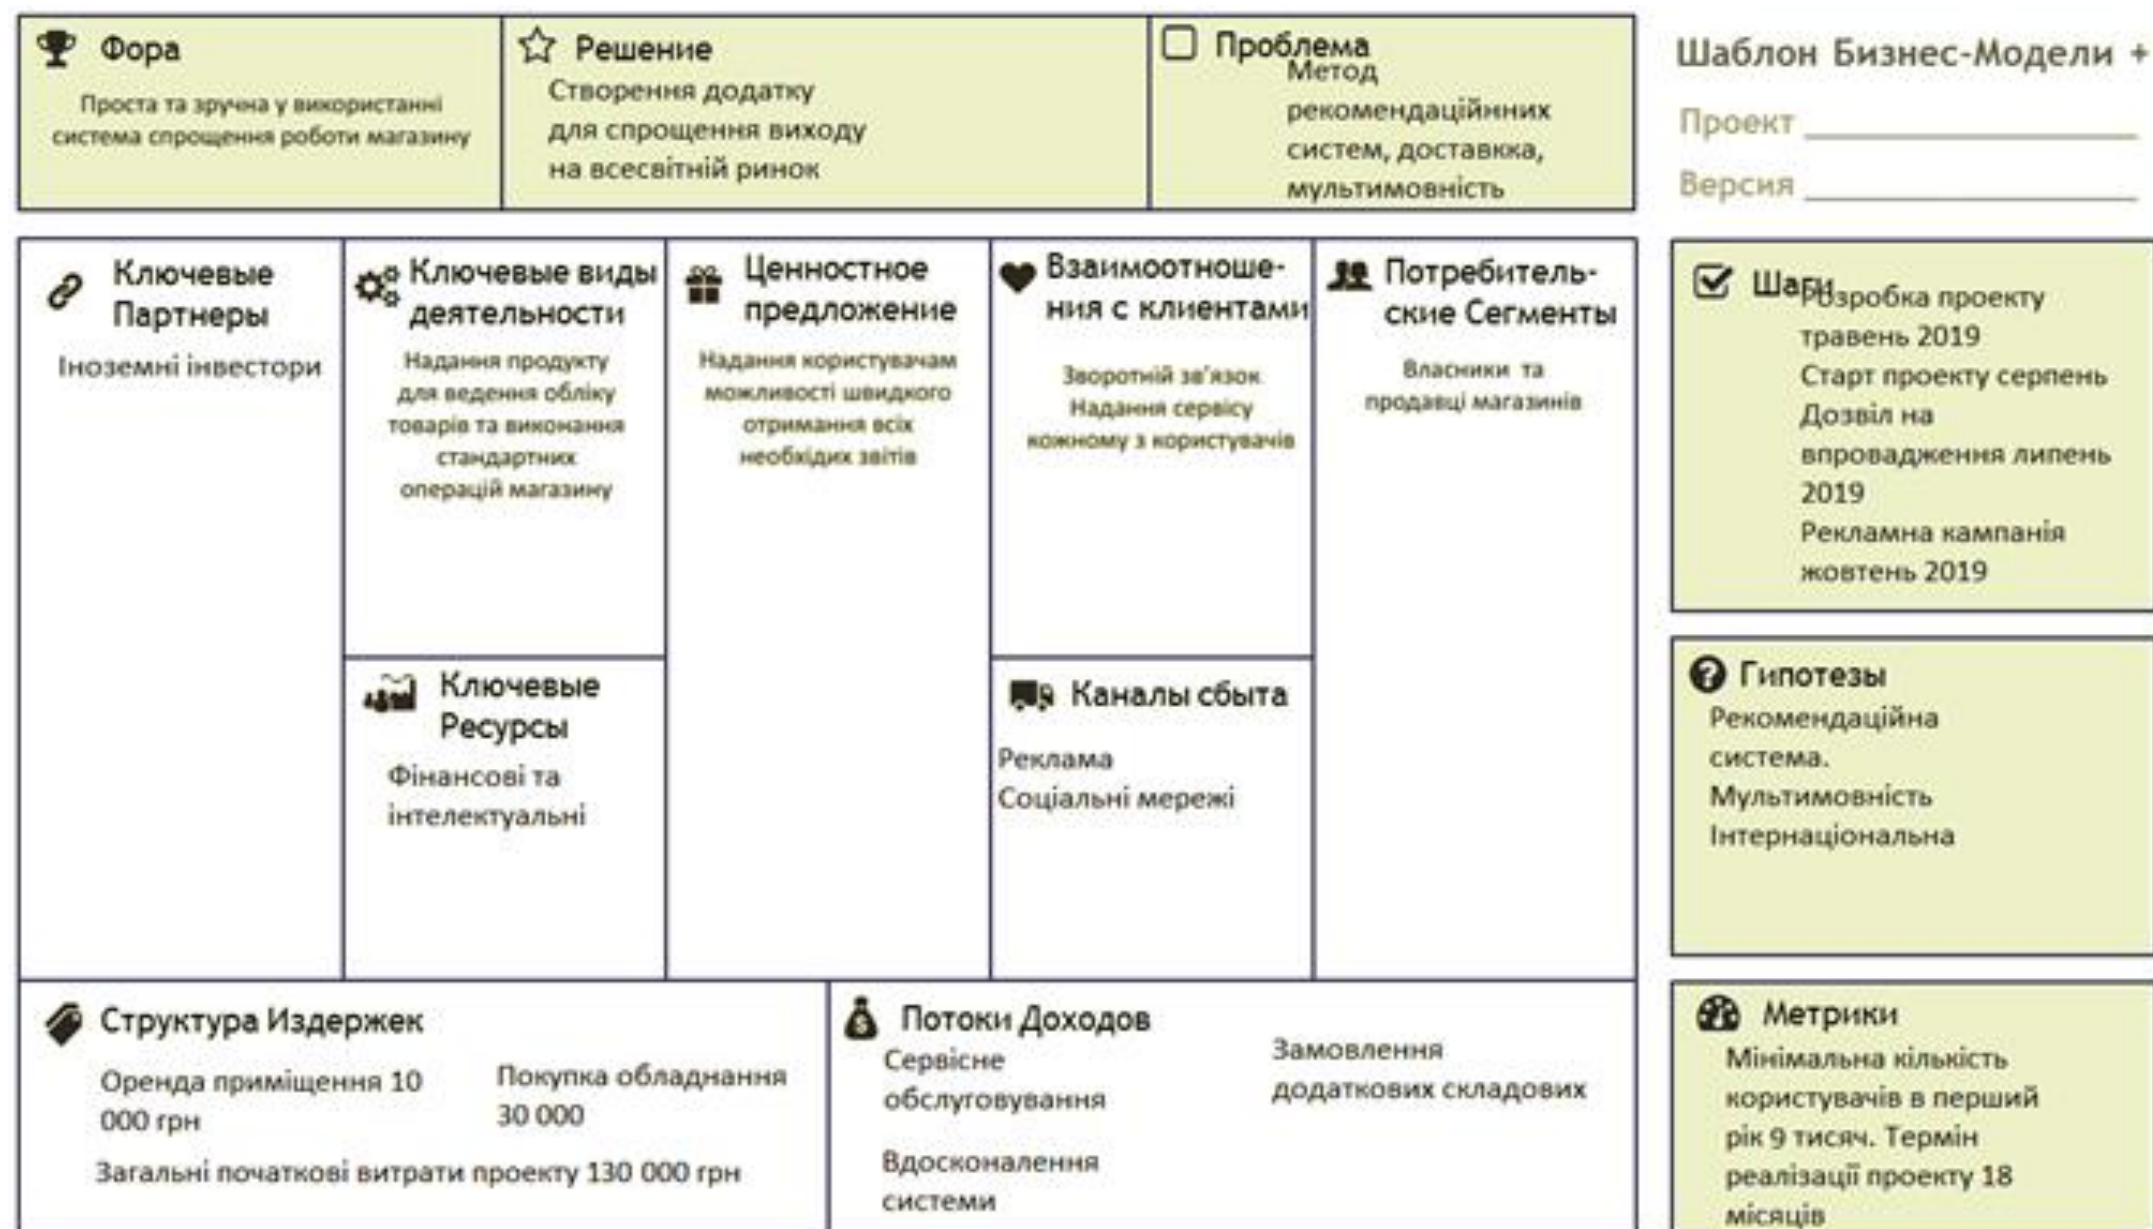 Фора
Проста та зручна у використанні
система спрощення роботи магазину
Решение
Створення додатку
для спрощення виходу
на всесвітній ринок
Проблема
Метод
рекомендаційнних
систем, доставкка,
мультимовність
Шаблон Бизнес-Модели +
Проект
Версия
Ключевые
Партнеры
Іноземні інвестори
Ключевые виды
деятельности
Надання продукту
для ведення обліку
товарів та виконання
стандартних
операцій магазину
Ключевые
Ресурсы
Фінансові та
інтелектуальні
Ценностное
предложение
Надання користувачам
можливості швидкого
отримання всіх
необхідих звітів
Взаимоотноше-
ния с клиентами
Зворотній зв'язок
Надання сервісу
кожному з користувачів
Каналы сбыта
Реклама
Соціальні мережі
Потребитель-
ские Сегменты
Власники та
продавці магазинів
Структура Издержек
Оренда приміщення 10
000 грн
Покупка обладнання
30 000
Загальні початкові витрати проекту 130 000 грн
Потоки Доходов
Сервісне
обслуговування
Вдосконалення
системи
Замовлення
додаткових складових
Шаги
Розробка проекту
травень 2019
Старт проекту серпень
Дозвіл на
впровадження липень
2019
Рекламна кампанія
жовтень 2019
Гипотезы
Рекомендаційна
система.
Мультимовність
Інтернаціональна
Метрики
Мінімальна кількість
користувачів в перший
рік 9 тисяч. Термін
реалізації проекту 18
місяців